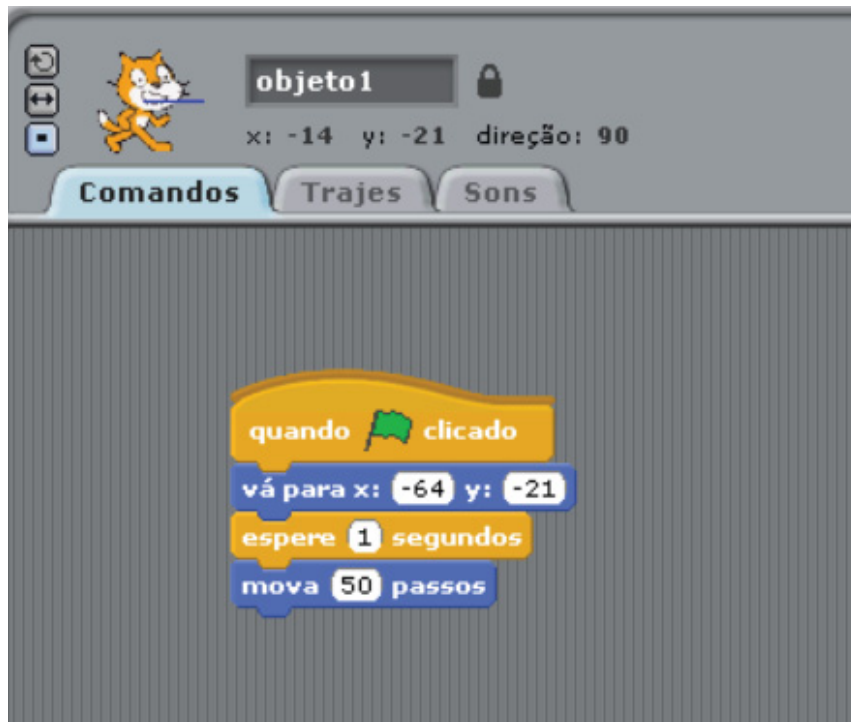 objeto1
x: -14 y: -21 direção: 90
Comandos Trajes Sons
quando clicado
vá para x: -64 y: -21
espere 1 segundos
mova 50 passos